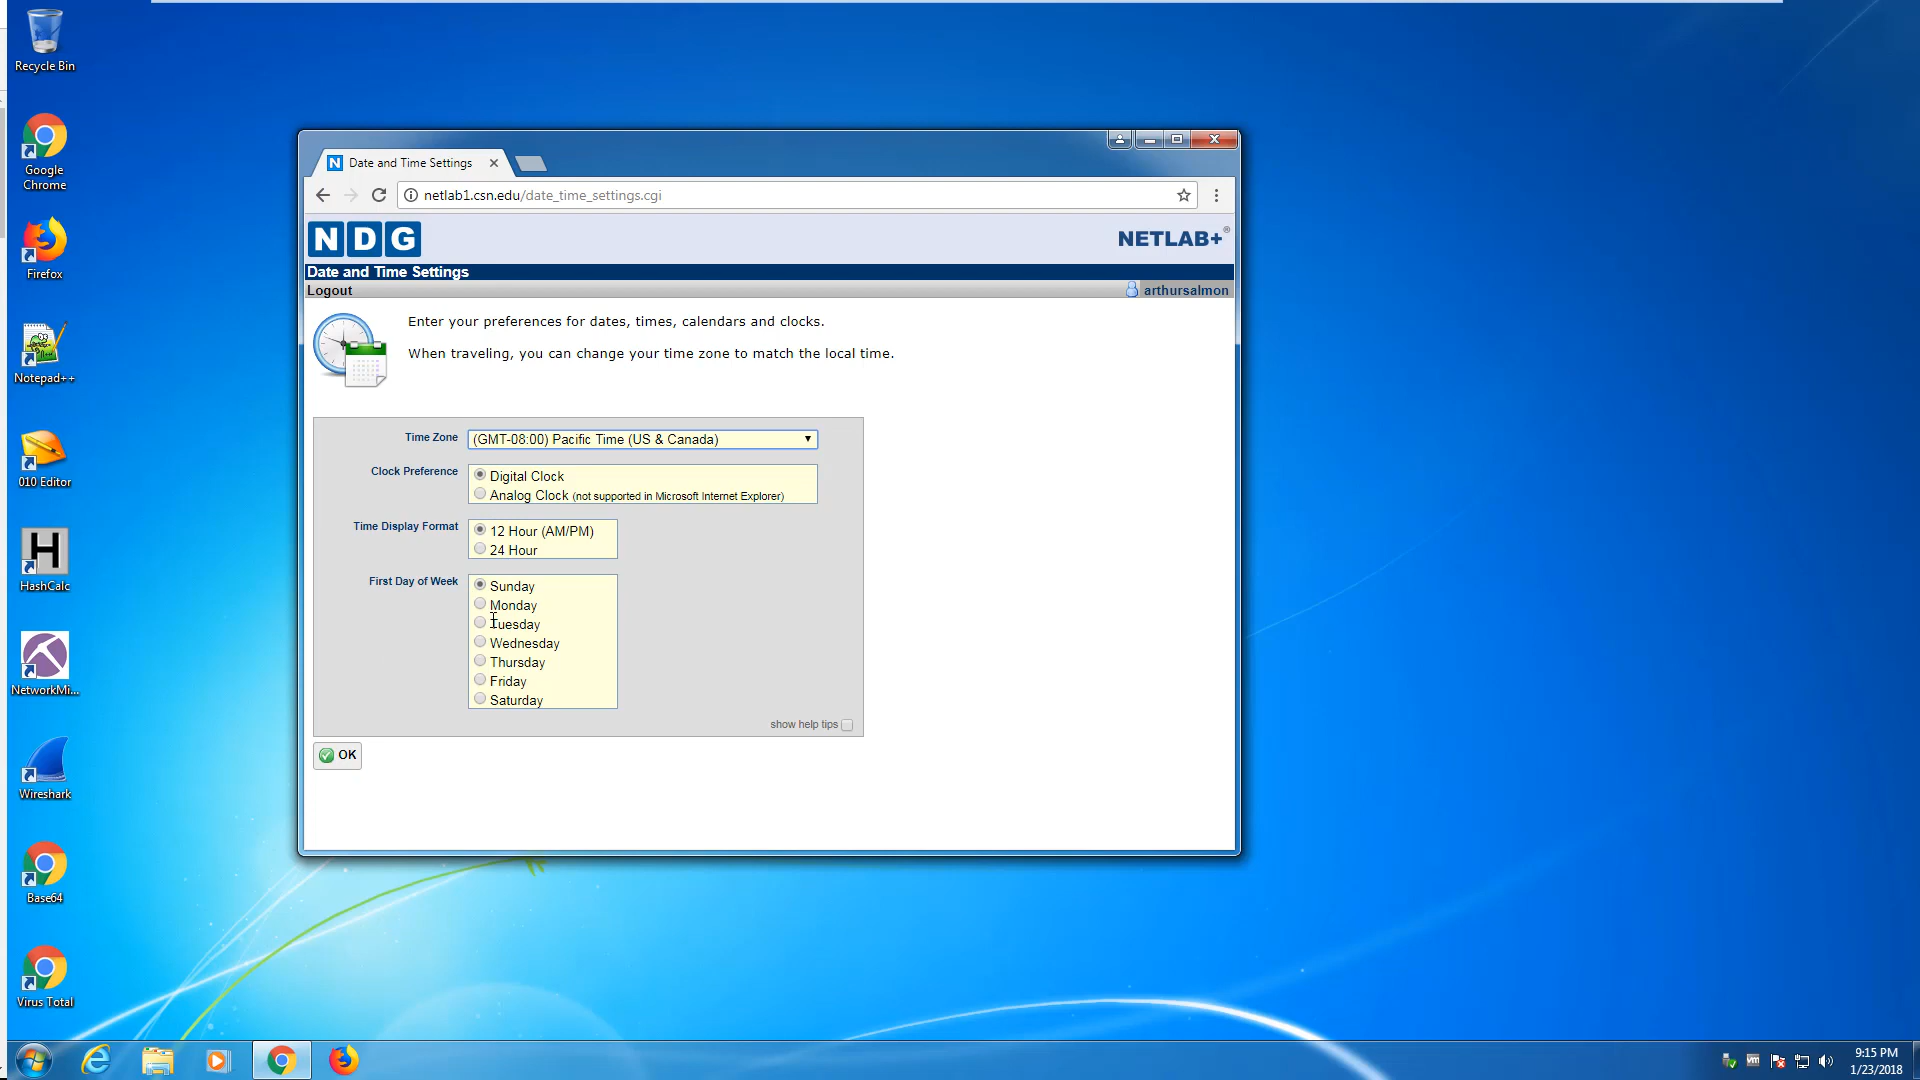 Recycle Bin
Google
Chrome
Firefox
Notepad++
010 Editor
HashCalc
NetworkMi...
Wireshark
Base64
Virus Total
Date and Time Settings
netlab1.csn.edu/date_time_settings.cgi
NDG
NETLAB+®
Date and Time Settings
Logout
arthursalmon
Enter your preferences for dates, times, calendars and clocks.
When traveling, you can change your time zone to match the local time.
Time Zone
(GMT-08:00) Pacific Time (US & Canada)
Clock Preference
Digital Clock
Analog Clock (not supported in Microsoft Internet Explorer)
Time Display Format
12 Hour (AM/PM)
24 Hour
First Day of Week
Sunday
Monday
Tuesday
Wednesday
Thursday
Friday
Saturday
show help tips
OK
9:15 PM
1/23/2018